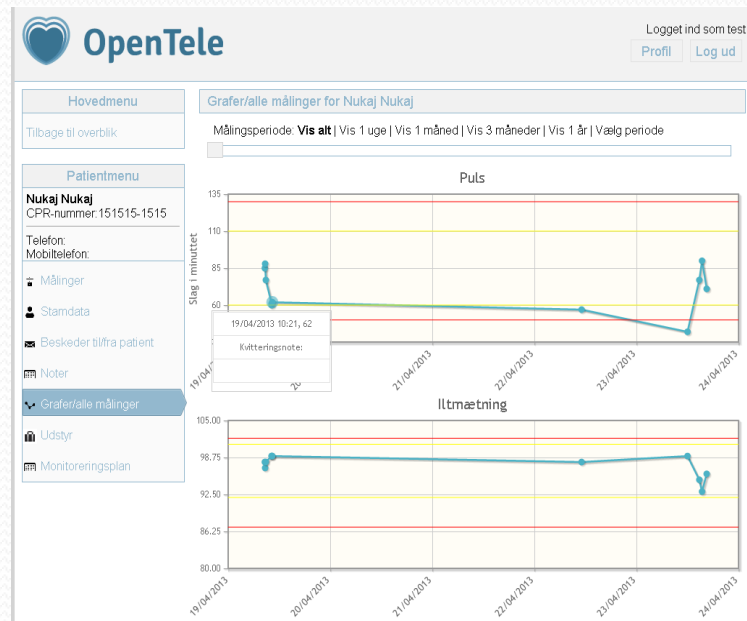 OpenTele
Logget ind som test
Profil
Log ud
Hovedmenu
Tilbage til overblik
Patientmenu
Nukaj Nukaj
CPR-nummer:151515-1515
Telefon:
Mobiltelefon:
Målinger
Stamdata
Beskeder til/fra patient
Noter
Grafer/alle målinger
Udstyr
Monitoreringsplan
Grafer/alle målinger for Nukaj Nukaj
Målingsperiode: Vis alt | Vis 1 uge | Vis 1 måned | Vis 3 måneder | Vis 1 år | Vælg periode
Puls
Slag i minuttet
135
110
85
60
19/04/2013 10:21, 62
Kvitteringsnote:
21/04/2013
22/04/2013
23/04/2013
24/04/2013
Iltmætning
105.00
98.75
92.50
86.25
80.00
19/04/2013
20/04/2013
21/04/2013
22/04/2013
23/04/2013
24/04/2013